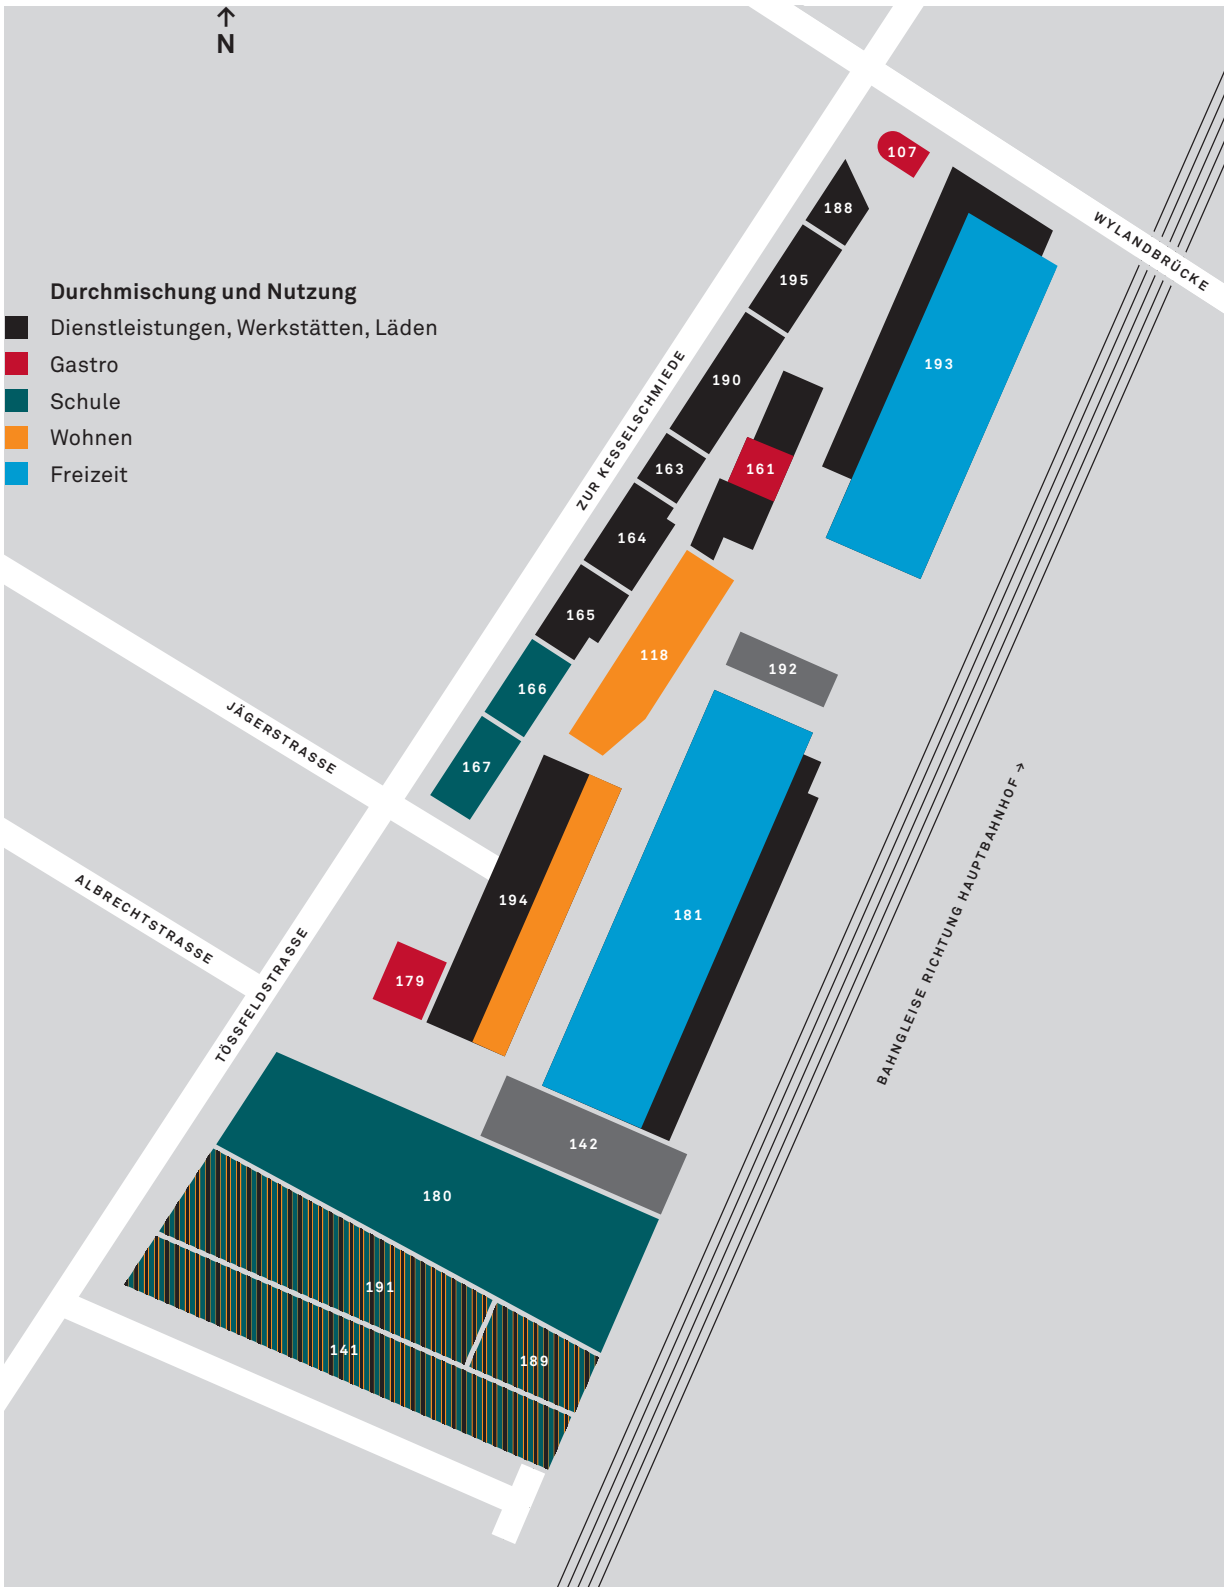 ↑
N
107
188
WYLANDBRÜCKE
195
Durchmischung und Nutzung
Dienstleistungen, Werkstätten, Läden
Gastro
Schule
Wohnen
Freizeit
193
190
ZUR KESSELSCHMIEDE
163
161
164
165
118
192
166
JÄGERSTRASSE
167
BAHNGLEISE RICHTUNG HAUPTBAHNHOF →
194
181
ALBRECHTSTRASSE
179
TÖSSFELDSTRASSE
142
180
191
141
189